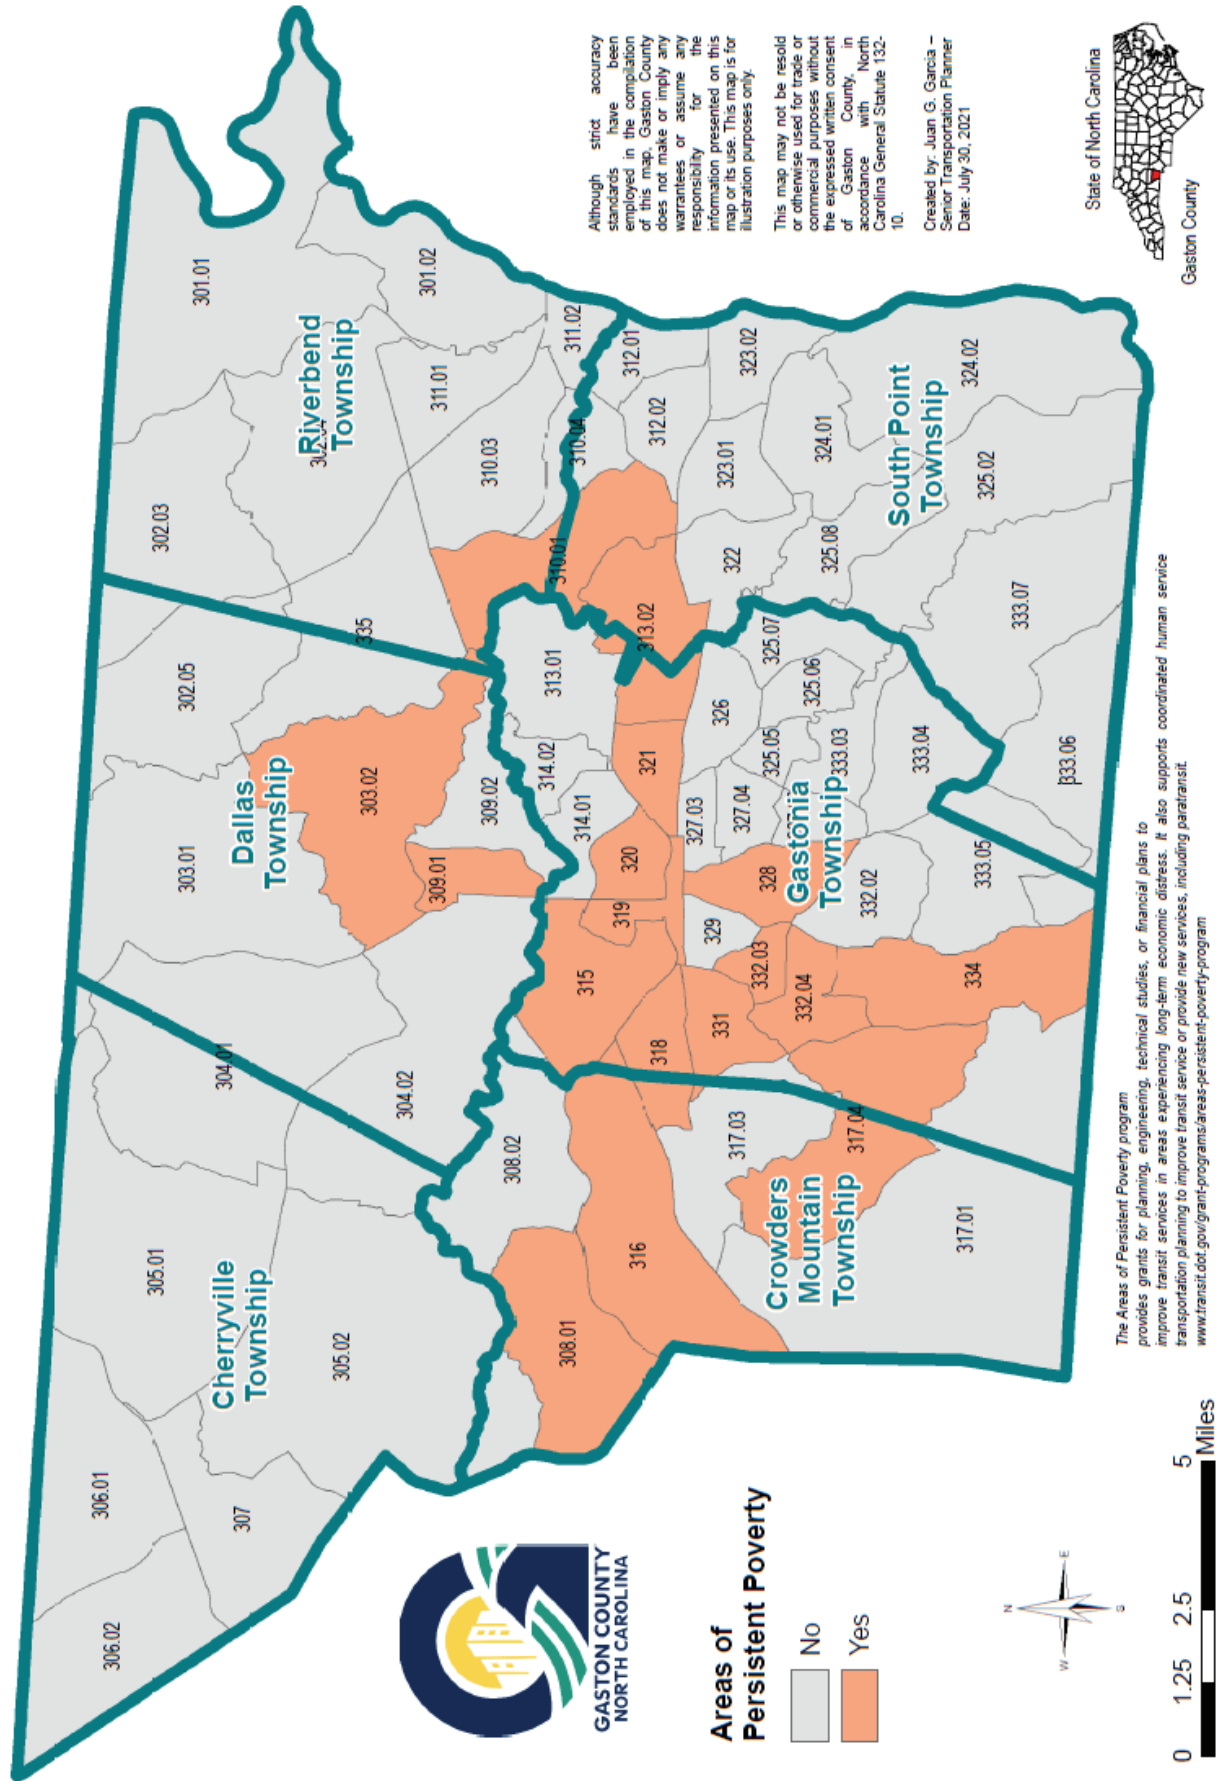 306.02
306.01
307
305.01
305.02
Cherryville
Township
304.01
304.02
303.01
Dallas
Township
303.02
302.05
335
302.03
301.01
Riverbend
Township
301.02
311.01
310.03
311.02
310.04
310.01
309.01
309.02
308.02
308.01
316
315
319
320
314.01
314.02
313.01
313.02
321
318
331
329
328
327.03
327.04
326
325.05
325.06
325.07
333.03
333.04
Gastonia
Township
332.03
332.04
332.02
333.05
334
317.03
317.04
Crowders
Mountain
Township
317.01
312.01
312.02
323.02
323.01
322
324.01
325.08
South Point
Township
324.02
325.02
333.07
333.06
Although strict accuracy
standards have been
employed in the compilation
of this map, Gaston County
does not make or imply any
warrantees or assume any
responsibility for the
information presented on this
map or its use. This map is for
illustration purposes only.
This map may not be resold
or otherwise used for trade or
commercial purposes without
the expressed written consent
of Gaston County, in
accordance with North
Carolina General Statute 132-
10.
Created by: Juan G. Garcia –
Senior Transportation Planner
Date: July 30, 2021
State of North Carolina
Gaston County
GASTON COUNTY
NORTH CAROLINA
Areas of
Persistent Poverty
No
Yes
N
W
E
S
0 1.25 2.5 5
Miles
The Areas of Persistent Poverty program
provides grants for planning, engineering, technical studies, or financial plans to
improve transit services in areas experiencing long-term economic distress. It also supports coordinated human service
transportation planning to improve transit service or provide new services, including paratransit.
www.transit.dot.gov/grant-programs/areas-persistent-poverty-program